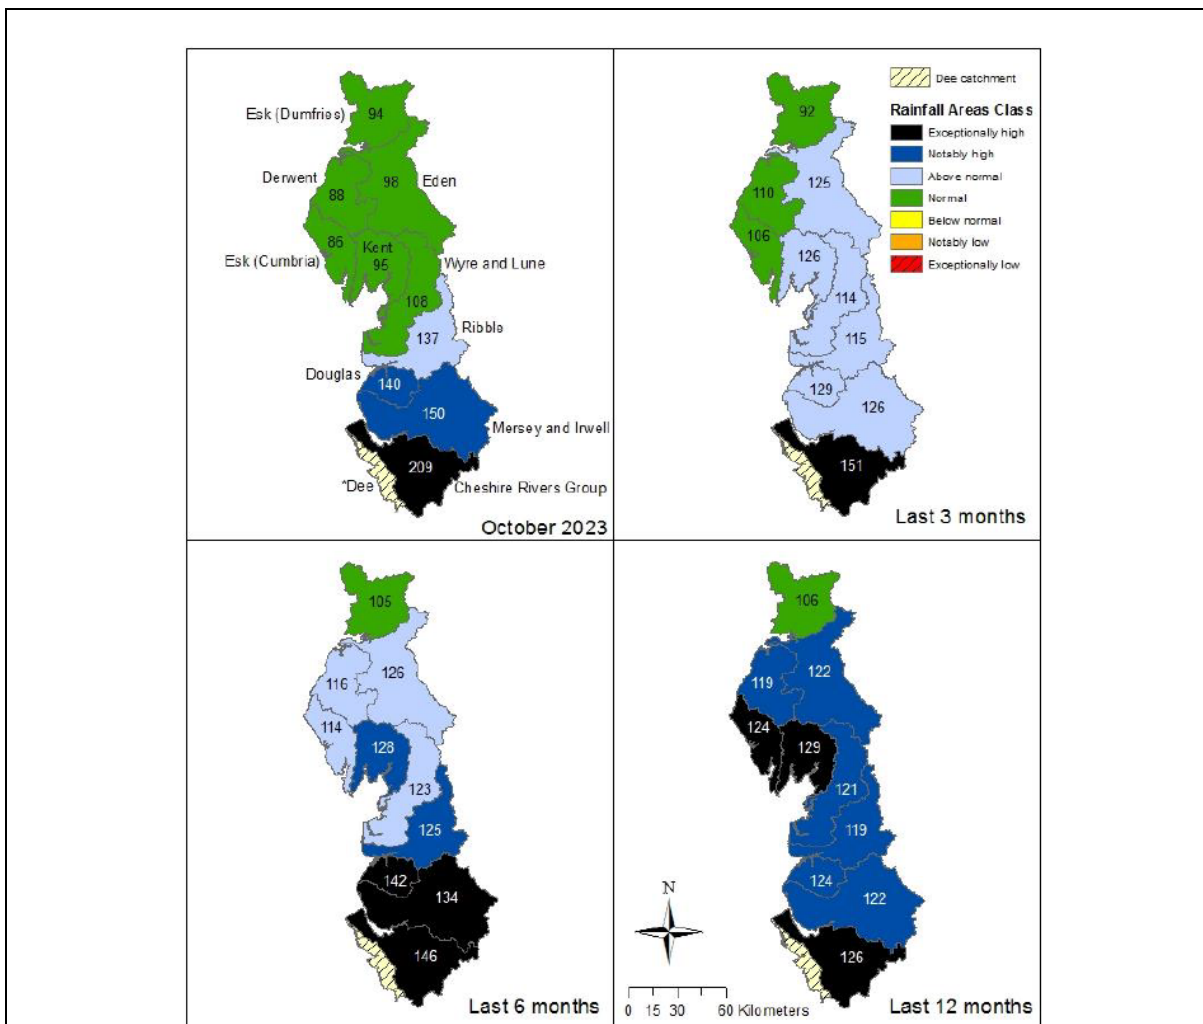 Esk (Dumfries)
94
Derwent
88
98
Eden
86
Kent
95
Esk (Cumbria)
Wyre and Lune
108
137
Ribble
Douglas
140
150
Mersey and Irwell
209
*Dee
Cheshire Rivers Group
October 2023
Dee catchment
Rainfall Areas Class
Exceptionally high
Notably high
Above normal
Normal
Below normal
Notably low
Exceptionally low
92
125
110
106
126
114
115
129
126
151
Last 3 months
105
126
116
114
128
123
125
142
134
146
Last 6 months
106
122
119
124
129
121
119
124
122
126
N
0 15 30 60 Kilometers
Last 12 months